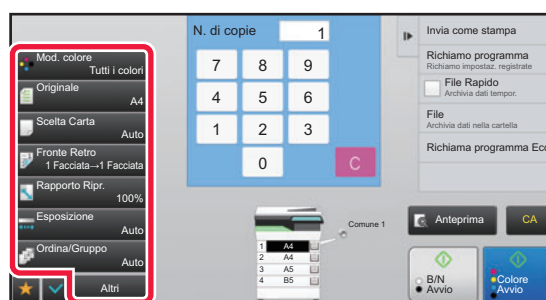 Mod. colore
Tutti i colori
Originale
A4
Scelta Carta
Auto
Fronte Retro
1 Facciata→1 Facciata
Rapporto Ripr.
100%
Esposizione
Auto
Ordina/Gruppo
Auto
Altri
N. di copie
1
7 8 9
4 5 6
1 2 3
0 C
1 A4
2 A4
3 A5
4 B5
Comune 1
Invia come stampa
Richiamo programma
Richiamo impostaz. registrate
File Rapido
Archivia dati tempor.
File
Archivia dati nella cartella
Richiama programma Eco
Anteprima
CA
B/N
Avvio
Colore
Avvio